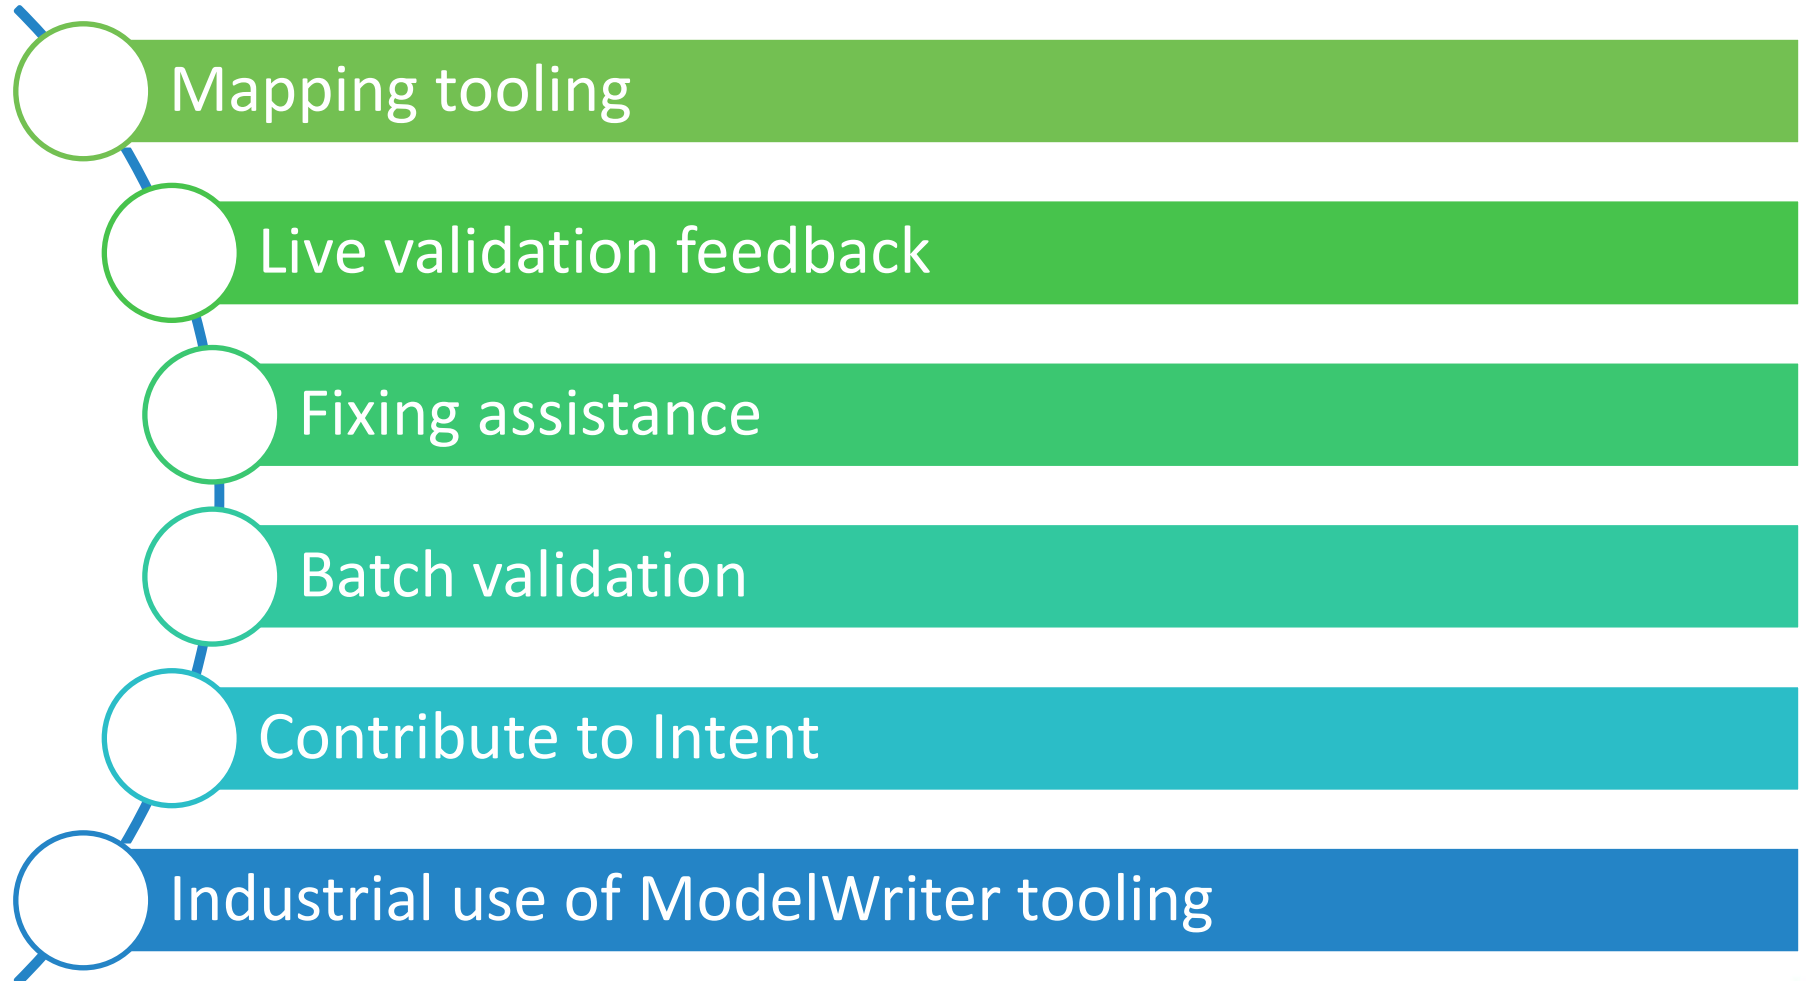 Mapping tooling
Live validation feedback
Fixing assistance
Batch validation
Contribute to Intent
Industrial use of ModelWriter tooling